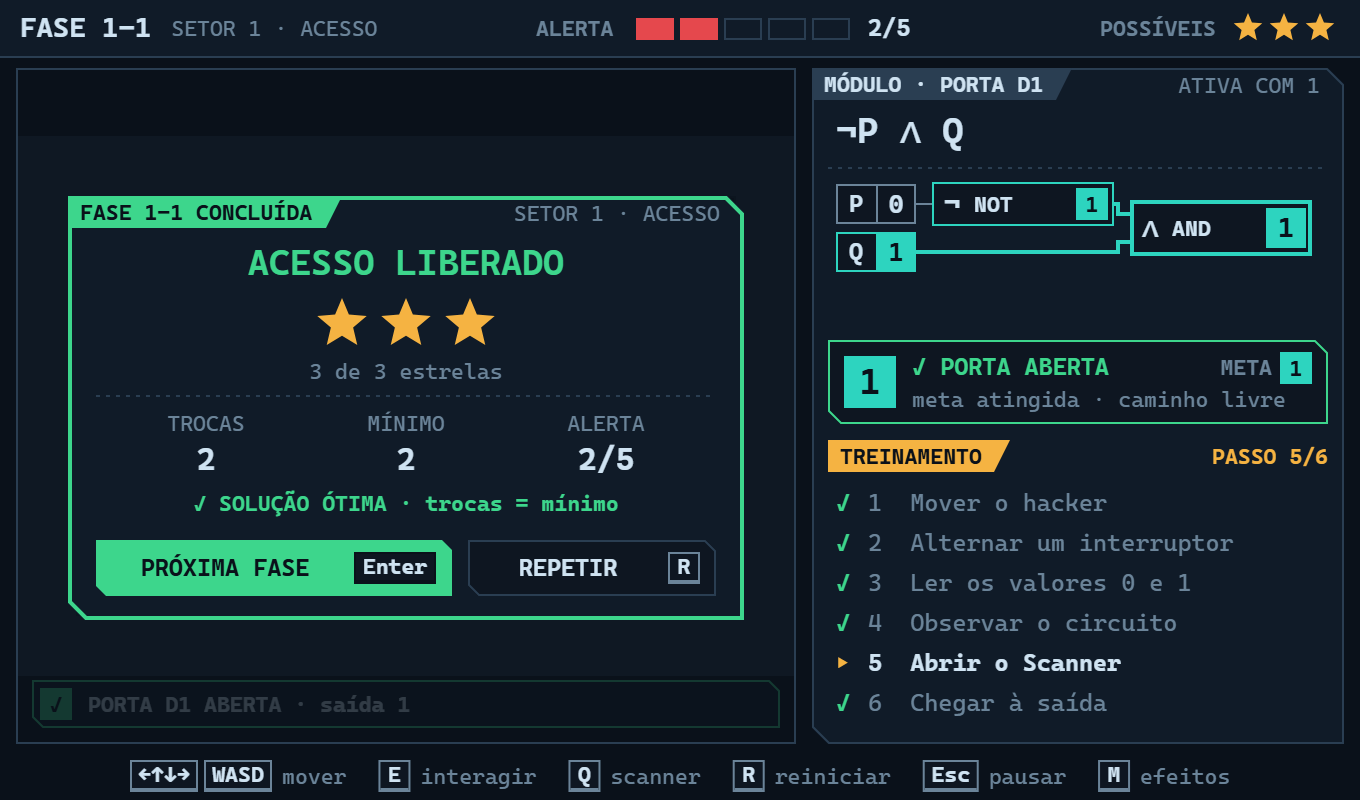 FASE 1-1 SETOR 1 · ACESSO ALERTA 2/5 POSSÍVEIS
FASE 1-1 CONCLUÍDA SETOR 1 · ACESSO
ACESSO LIBERADO
3 de 3 estrelas
TROCAS MÍNIMO ALERTA
2 2 2/5
✓ SOLUÇÃO ÓTIMA · trocas = mínimo
PRÓXIMA FASE Enter REPETIR R
✓ PORTA D1 ABERTA · saída 1
MÓDULO · PORTA D1 ATIVA COM 1
¬P ∧ Q
P 0 ¬ NOT 1
Q 1 ∧ AND 1
1 ✓ PORTA ABERTA META 1
meta atingida · caminho livre
TREINAMENTO PASSO 5/6
✓ 1 Mover o hacker
✓ 2 Alternar um interruptor
✓ 3 Ler os valores 0 e 1
✓ 4 Observar o circuito
▸ 5 Abrir o Scanner
✓ 6 Chegar à saída
←↑↓→ WASD mover E interagir Q scanner R reiniciar Esc pausar M efeitos